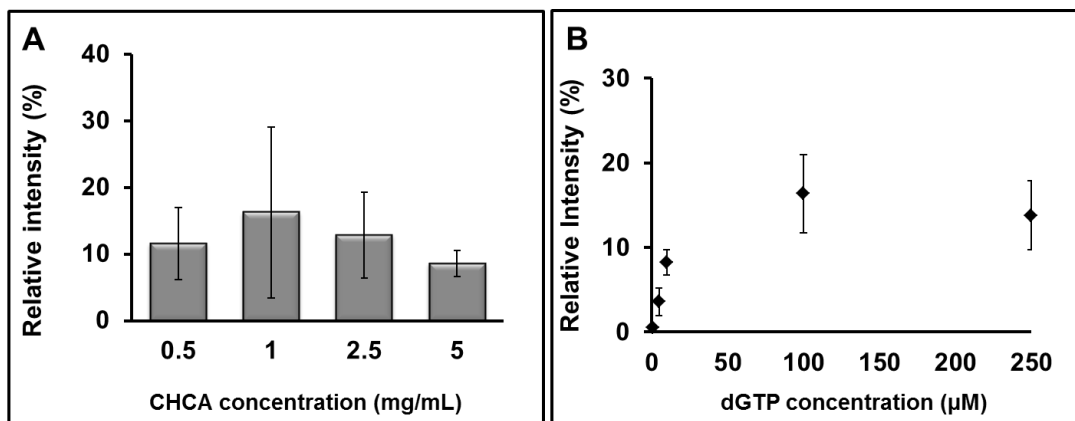 A
Relative intensity (%)
40
30
20
10
0
0.5 1 2.5 5
CHCA concentration (mg/mL)
B
Relative Intensity (%)
30
20
10
0
0 50 100 150 200 250
dGTP concentration (µM)